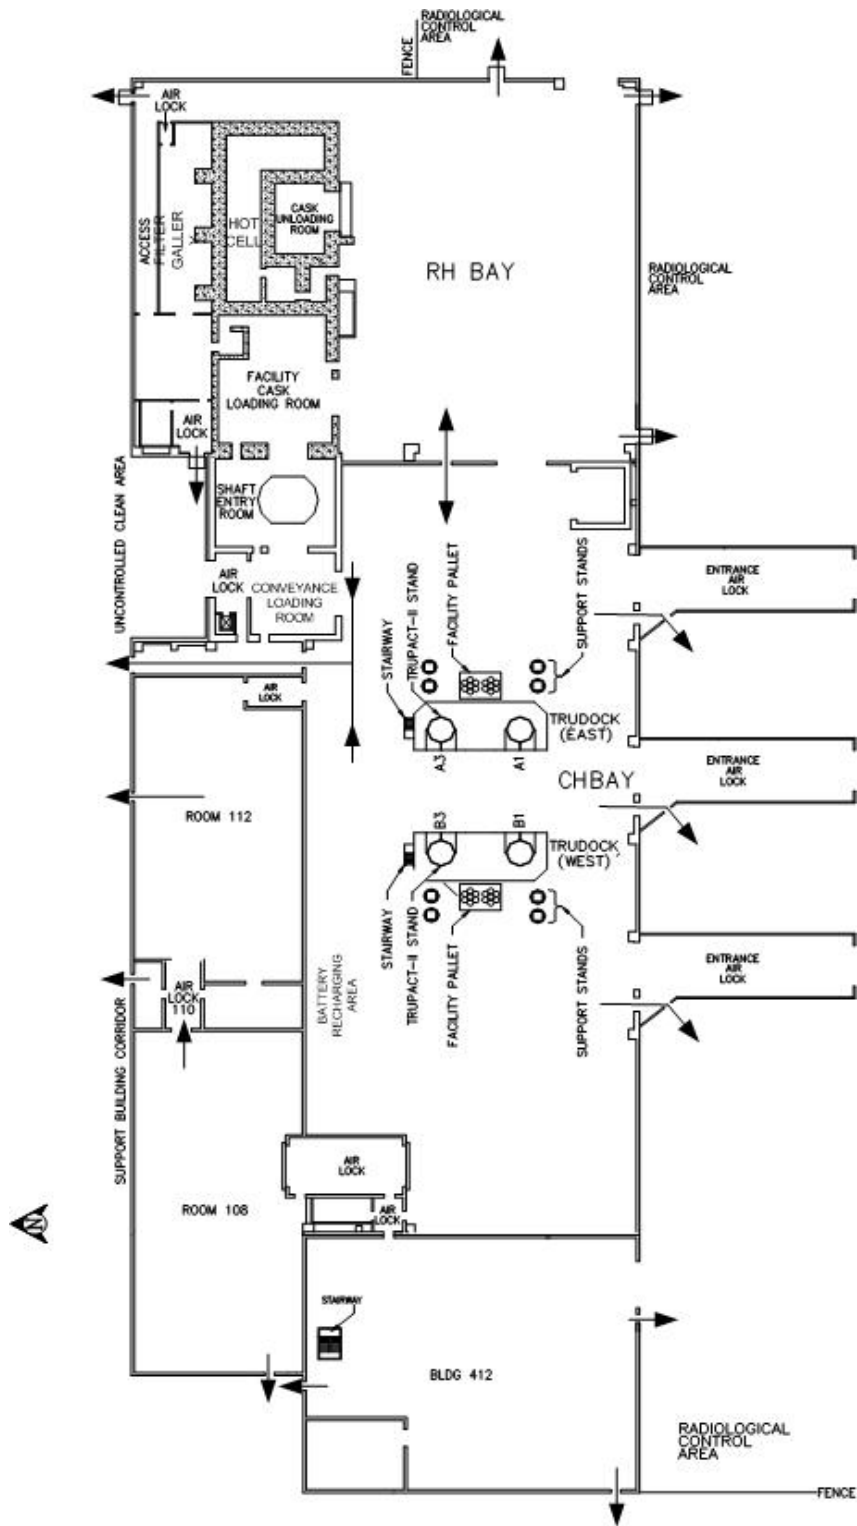 RADIOLOGICAL
CONTROL
AREA
FENCE
AIR
LOCK
ACCESS
FILTER
GALLER
HOT
CELL
CASK
UNLOADING
ROOM
RH BAY
RADIOLOGICAL
CONTROL
AREA
FACILITY
CASK
LOADING ROOM
AIR
LOCK
SHAFT
ENTRY
ROOM
UNCONTROLLED CLEAN AREA
AIR
LOCK
CONVEYANCE
LOADING
ROOM
STAIRWAY
TRUPACT-II STAND
FACILITY PALLET
SUPPORT STANDS
ENTRANCE
AIR
LOCK
AIR
LOCK
TRUDOCK
(EAST)
A3
A1
CHBAY
ENTRANCE
AIR
LOCK
ROOM 112
B3
B1
TRUDOCK
(WEST)
STAIRWAY
TRUPACT-II STAND
FACILITY PALLET
SUPPORT STANDS
ENTRANCE
AIR
LOCK
AIR
LOCK
110
BATTERY
RECHARGING
AREA
SUPPORT BUILDING CORRIDOR
AIR
LOCK
ROOM 108
AIR
LOCK
N
STAIRWAY
BLDG 412
RADIOLOGICAL
CONTROL
AREA
FENCE